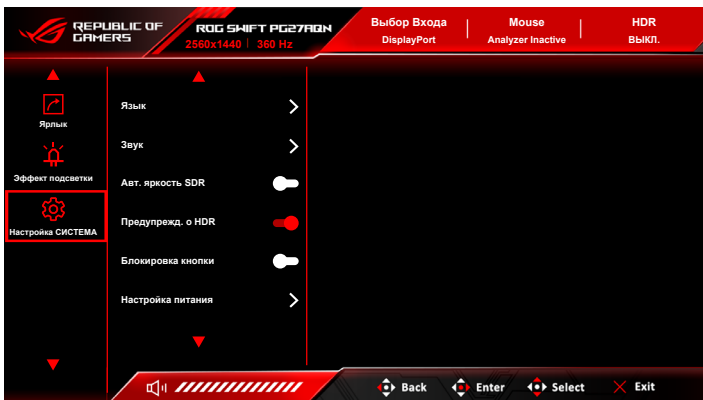 REPUBLIC OF
GAMERS
ROG SWIFT PG27AQN
2560x1440 | 360 Hz
Выбор Входа
DisplayPort
Mouse
Analyzer Inactive
HDR
ВЫКЛ.
Ярлык
Эффект подсветки
Настройка СИСТЕМА
Язык
Звук
Авт. яркость SDR
Предупрежд. о HDR
Блокировка кнопки
Настройка питания
Back
Enter
Select
Exit